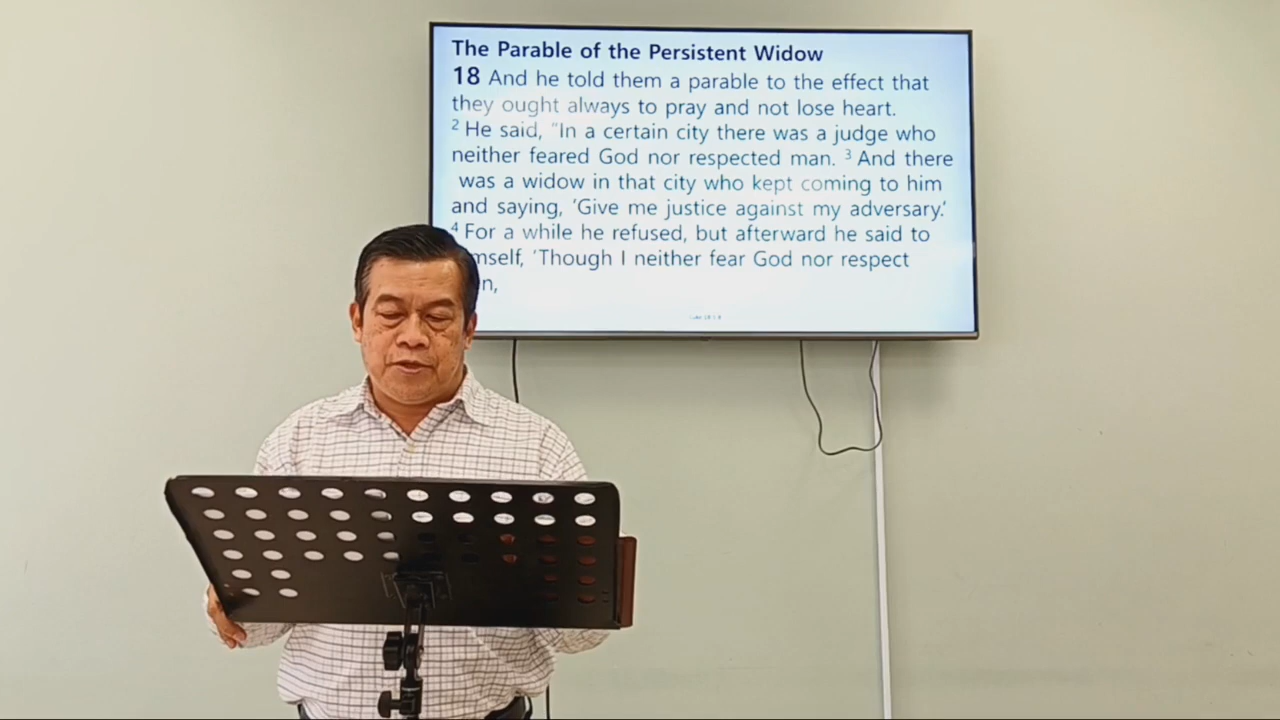 The Parable of the Persistent Widow
18 And he told them a parable to the effect that
they ought always to pray and not lose heart.
2 He said, “In a certain city there was a judge who
neither feared God nor respected man. 3 And there
was a widow in that city who kept coming to him
and saying, ‘Give me justice against my adversary.’
4 For a while he refused, but afterward he said to
mself, ‘Though I neither fear God nor respect
n,